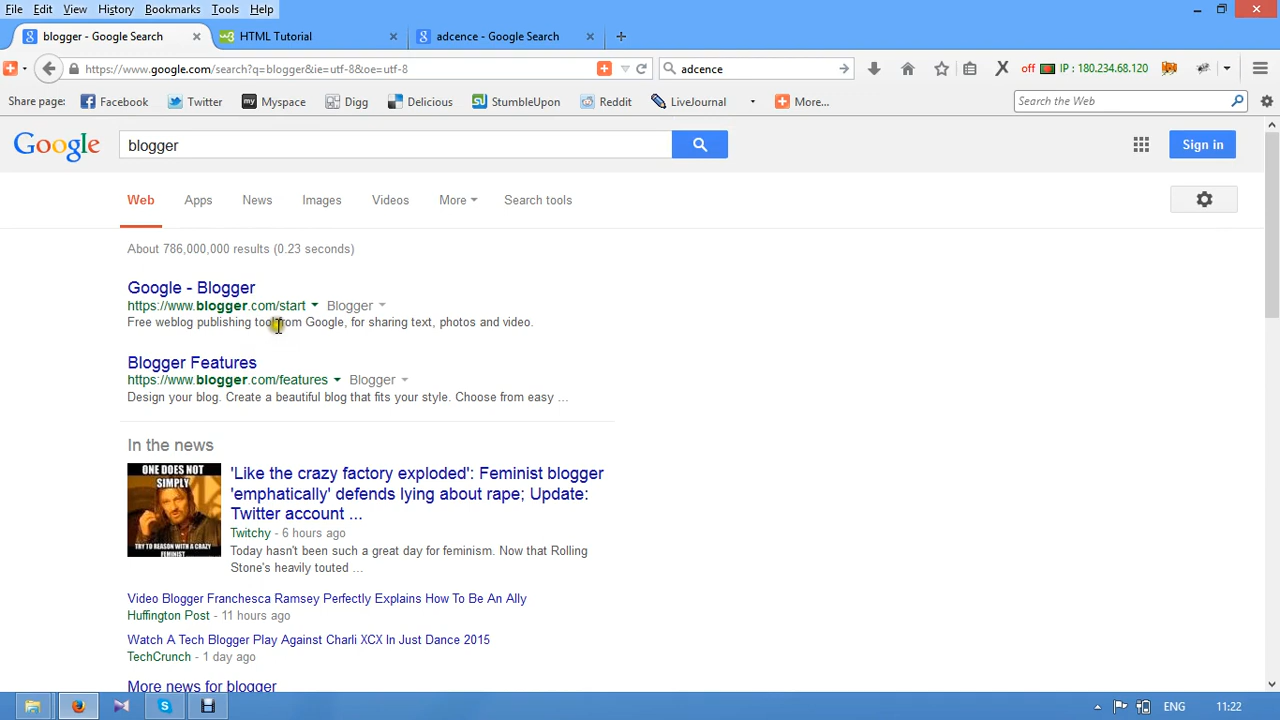 File Edit View History Bookmarks Tools Help
blogger - Google Search
HTML Tutorial
adcence - Google Search
https://www.google.com/search?q=blogger&ie=utf-8&oe=utf-8
adcence
off IP : 180.234.68.120
Share page: Facebook Twitter Myspace Digg Delicious StumbleUpon Reddit LiveJournal More...
Search the Web
Google
blogger
Sign in
Web Apps News Images Videos More Search tools
About 786,000,000 results (0.23 seconds)
Google - Blogger
https://www.blogger.com/start Blogger
Free weblog publishing tool from Google, for sharing text, photos and video.
Blogger Features
https://www.blogger.com/features Blogger
Design your blog. Create a beautiful blog that fits your style. Choose from easy ...
In the news
ONE DOES NOT
SIMPLY
TRY TO REASON WITH A CRAZY
FEMINIST
'Like the crazy factory exploded': Feminist blogger
'emphatically' defends lying about rape; Update:
Twitter account ...
Twitchy - 6 hours ago
Today hasn't been such a great day for feminism. Now that Rolling
Stone's heavily touted ...
Video Blogger Franchesca Ramsey Perfectly Explains How To Be An Ally
Huffington Post - 11 hours ago
Watch A Tech Blogger Play Against Charli XCX In Just Dance 2015
TechCrunch - 1 day ago
More news for blogger
ENG 11:22